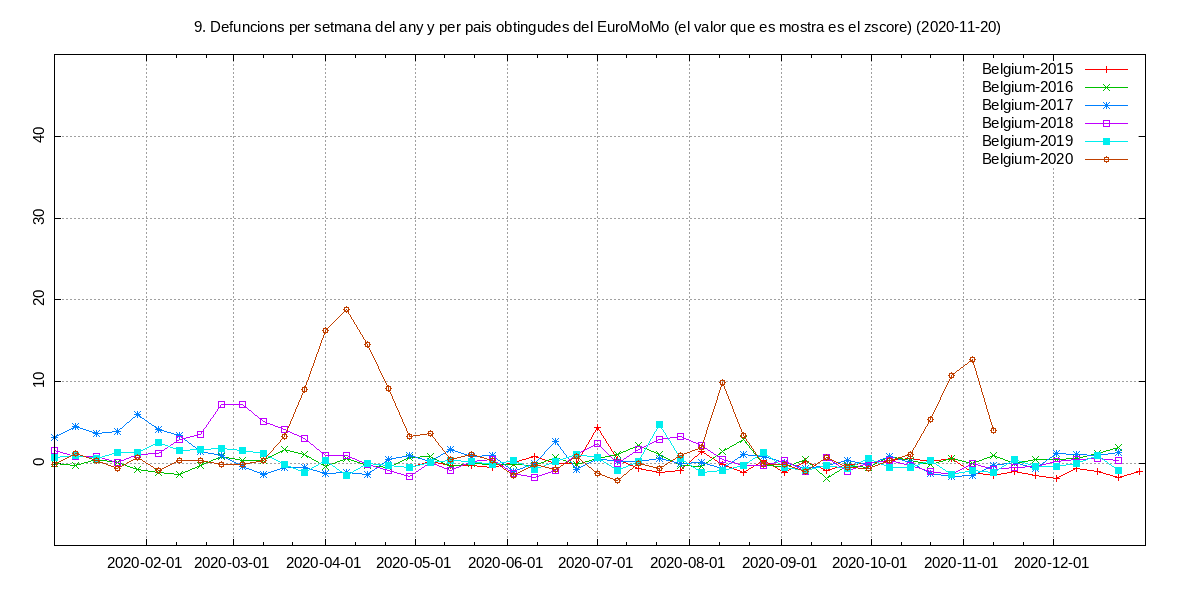 9. Defuncions per setmana del any y per pais obtingudes del EuroMoMo (el valor que es mostra es el zscore) (2020-11-20)
Belgium-2015
Belgium-2016
Belgium-2017
Belgium-2018
Belgium-2019
Belgium-2020
40
30
20
10
0
2020-02-01 2020-03-01 2020-04-01 2020-05-01 2020-06-01 2020-07-01 2020-08-01 2020-09-01 2020-10-01 2020-11-01 2020-12-01